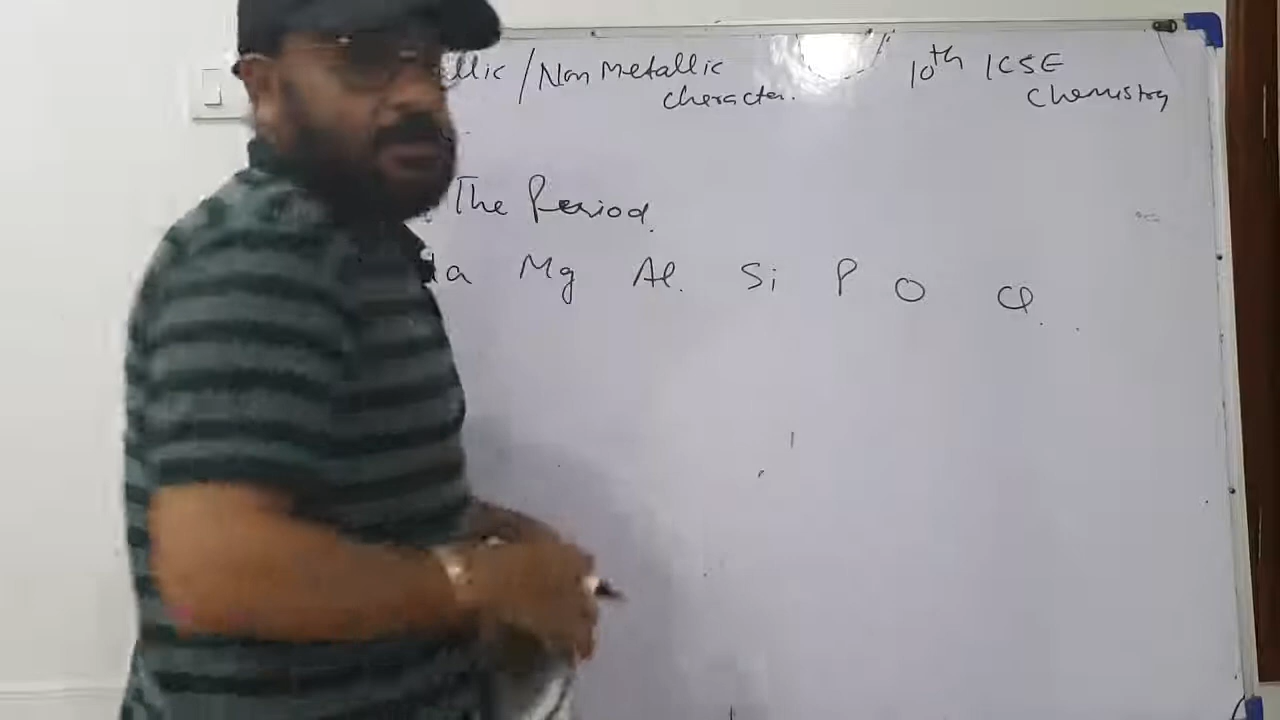 llic / Non Metallic 10th ICSE
character. Chemistry
The Period.
a Mg Al. Si P O Cl.